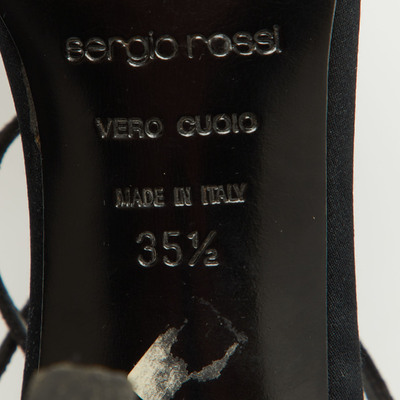 sergio rossi
VERO CUOIO
MADE IN ITALY
35½